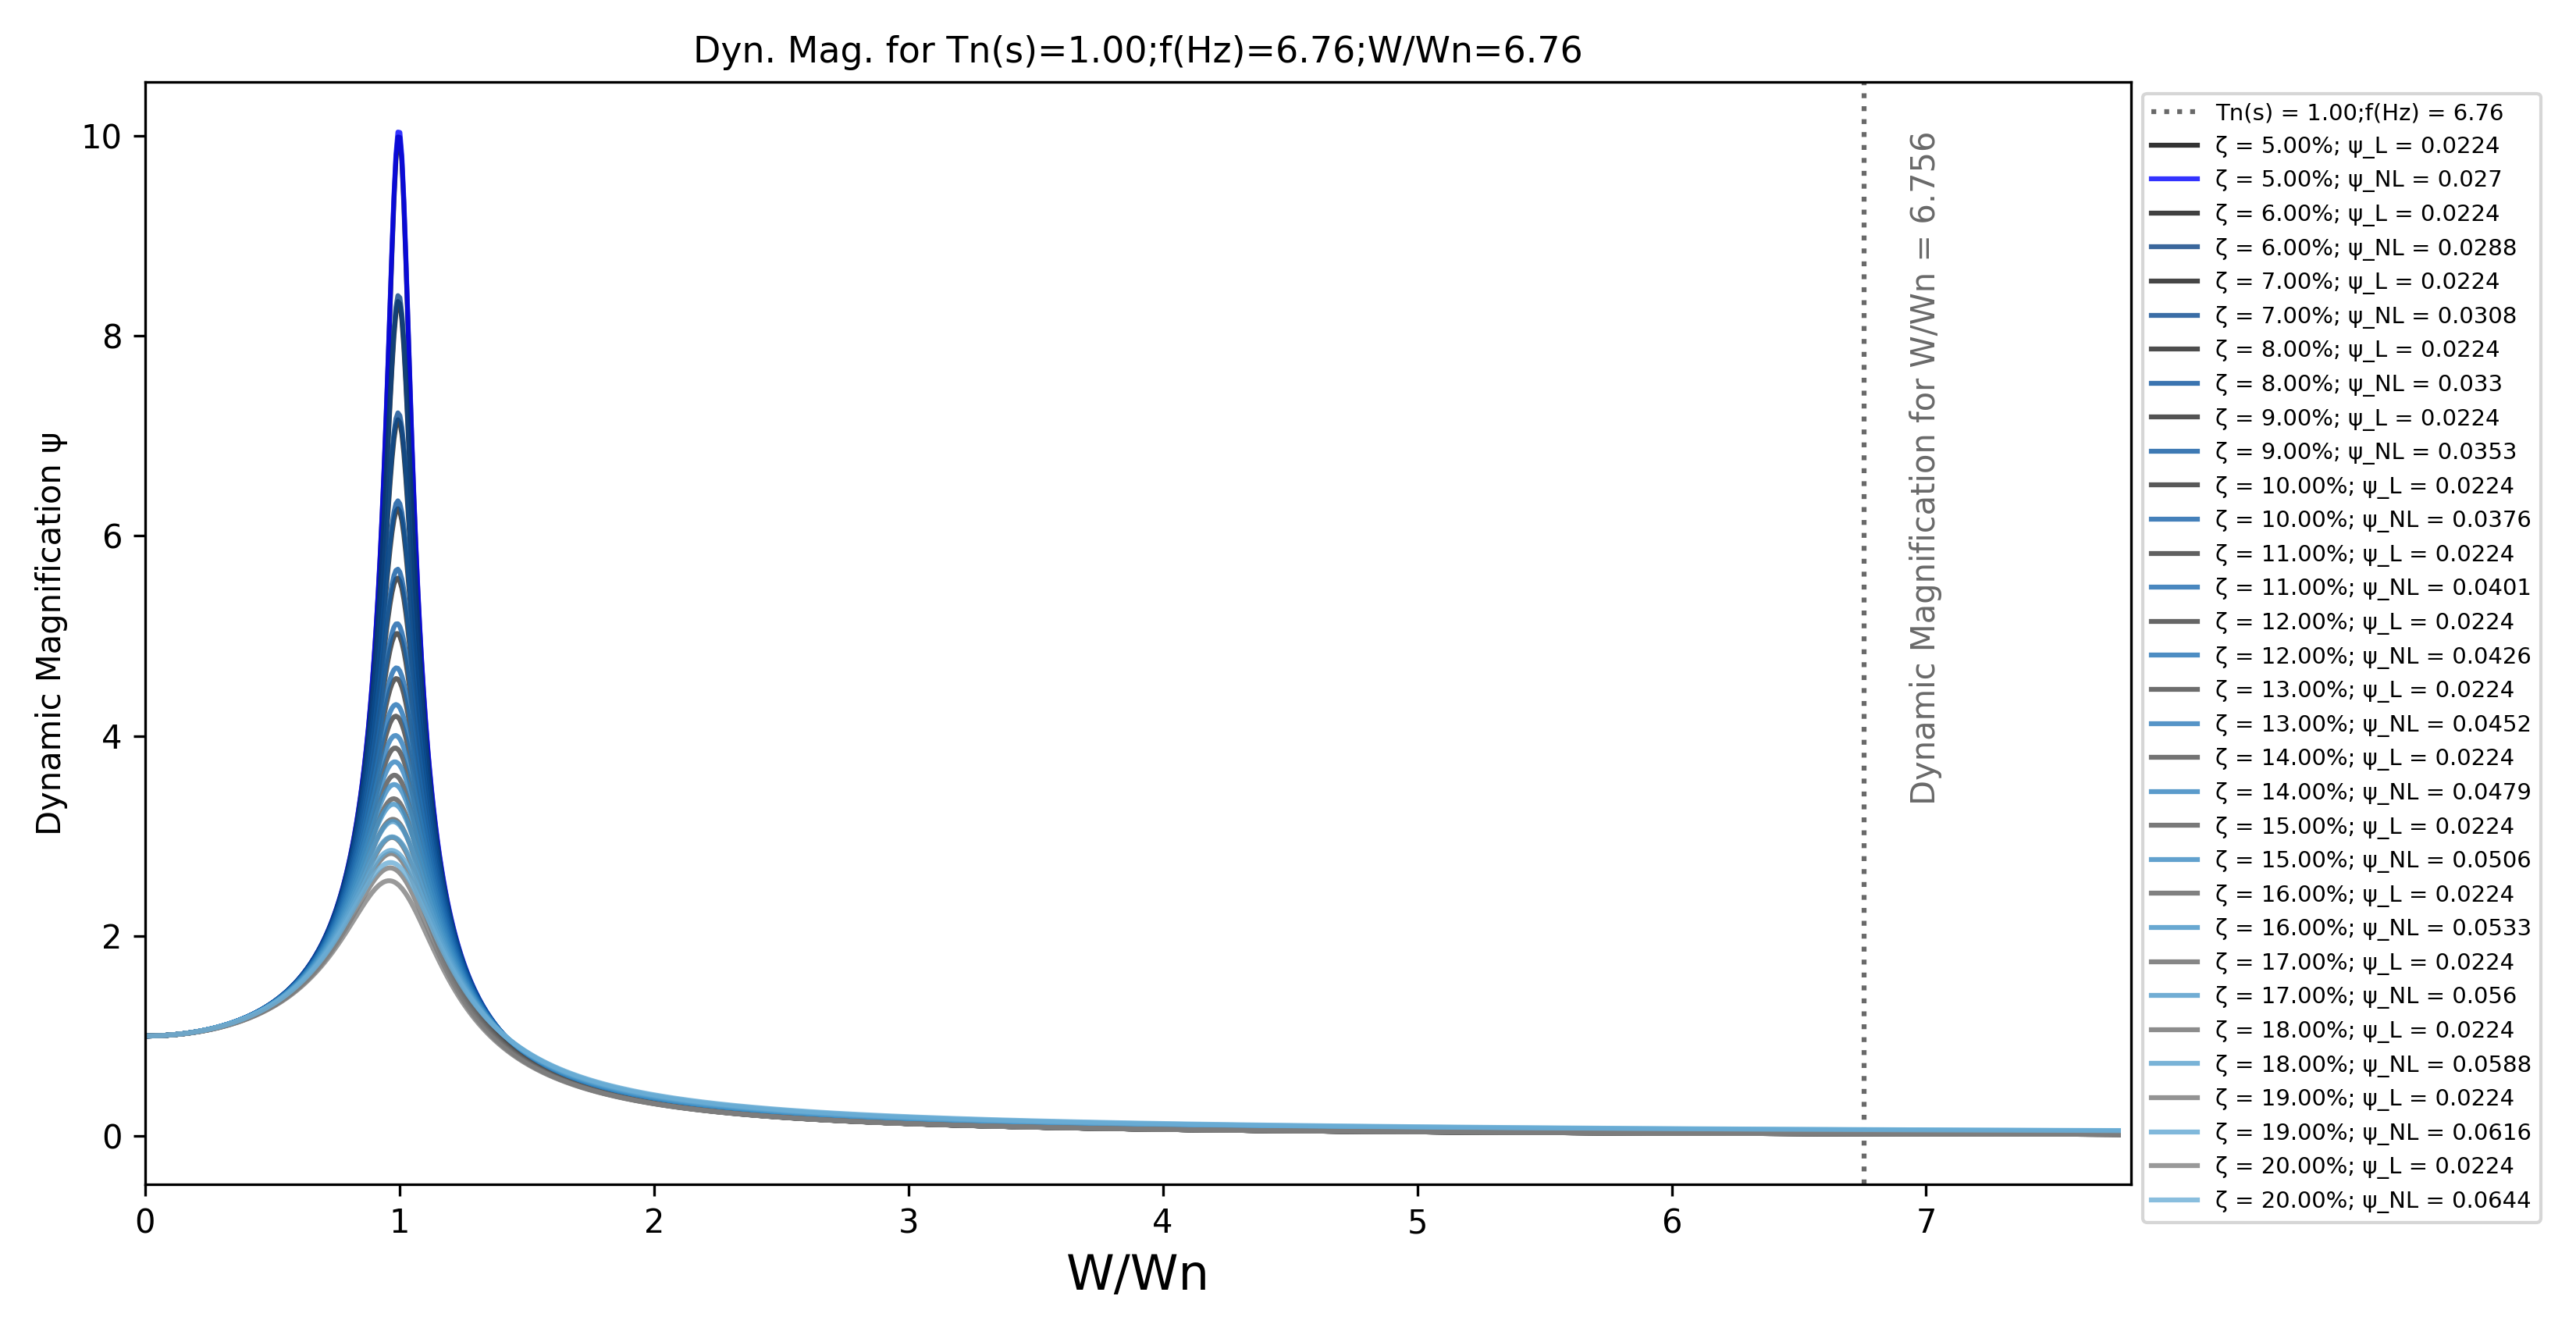 Dyn. Mag. for Tn(s)=1.00;f(Hz)=6.76;W/Wn=6.76
Dynamic Magnification ψ
10
8
6
4
2
0
0
1
2
3
4
5
6
7
W/Wn
Dynamic Magnification for W/Wn = 6.756
Tn(s) = 1.00;f(Hz) = 6.76
ζ = 5.00%; ψ_L = 0.0224
ζ = 5.00%; ψ_NL = 0.027
ζ = 6.00%; ψ_L = 0.0224
ζ = 6.00%; ψ_NL = 0.0288
ζ = 7.00%; ψ_L = 0.0224
ζ = 7.00%; ψ_NL = 0.0308
ζ = 8.00%; ψ_L = 0.0224
ζ = 8.00%; ψ_NL = 0.033
ζ = 9.00%; ψ_L = 0.0224
ζ = 9.00%; ψ_NL = 0.0353
ζ = 10.00%; ψ_L = 0.0224
ζ = 10.00%; ψ_NL = 0.0376
ζ = 11.00%; ψ_L = 0.0224
ζ = 11.00%; ψ_NL = 0.0401
ζ = 12.00%; ψ_L = 0.0224
ζ = 12.00%; ψ_NL = 0.0426
ζ = 13.00%; ψ_L = 0.0224
ζ = 13.00%; ψ_NL = 0.0452
ζ = 14.00%; ψ_L = 0.0224
ζ = 14.00%; ψ_NL = 0.0479
ζ = 15.00%; ψ_L = 0.0224
ζ = 15.00%; ψ_NL = 0.0506
ζ = 16.00%; ψ_L = 0.0224
ζ = 16.00%; ψ_NL = 0.0533
ζ = 17.00%; ψ_L = 0.0224
ζ = 17.00%; ψ_NL = 0.056
ζ = 18.00%; ψ_L = 0.0224
ζ = 18.00%; ψ_NL = 0.0588
ζ = 19.00%; ψ_L = 0.0224
ζ = 19.00%; ψ_NL = 0.0616
ζ = 20.00%; ψ_L = 0.0224
ζ = 20.00%; ψ_NL = 0.0644